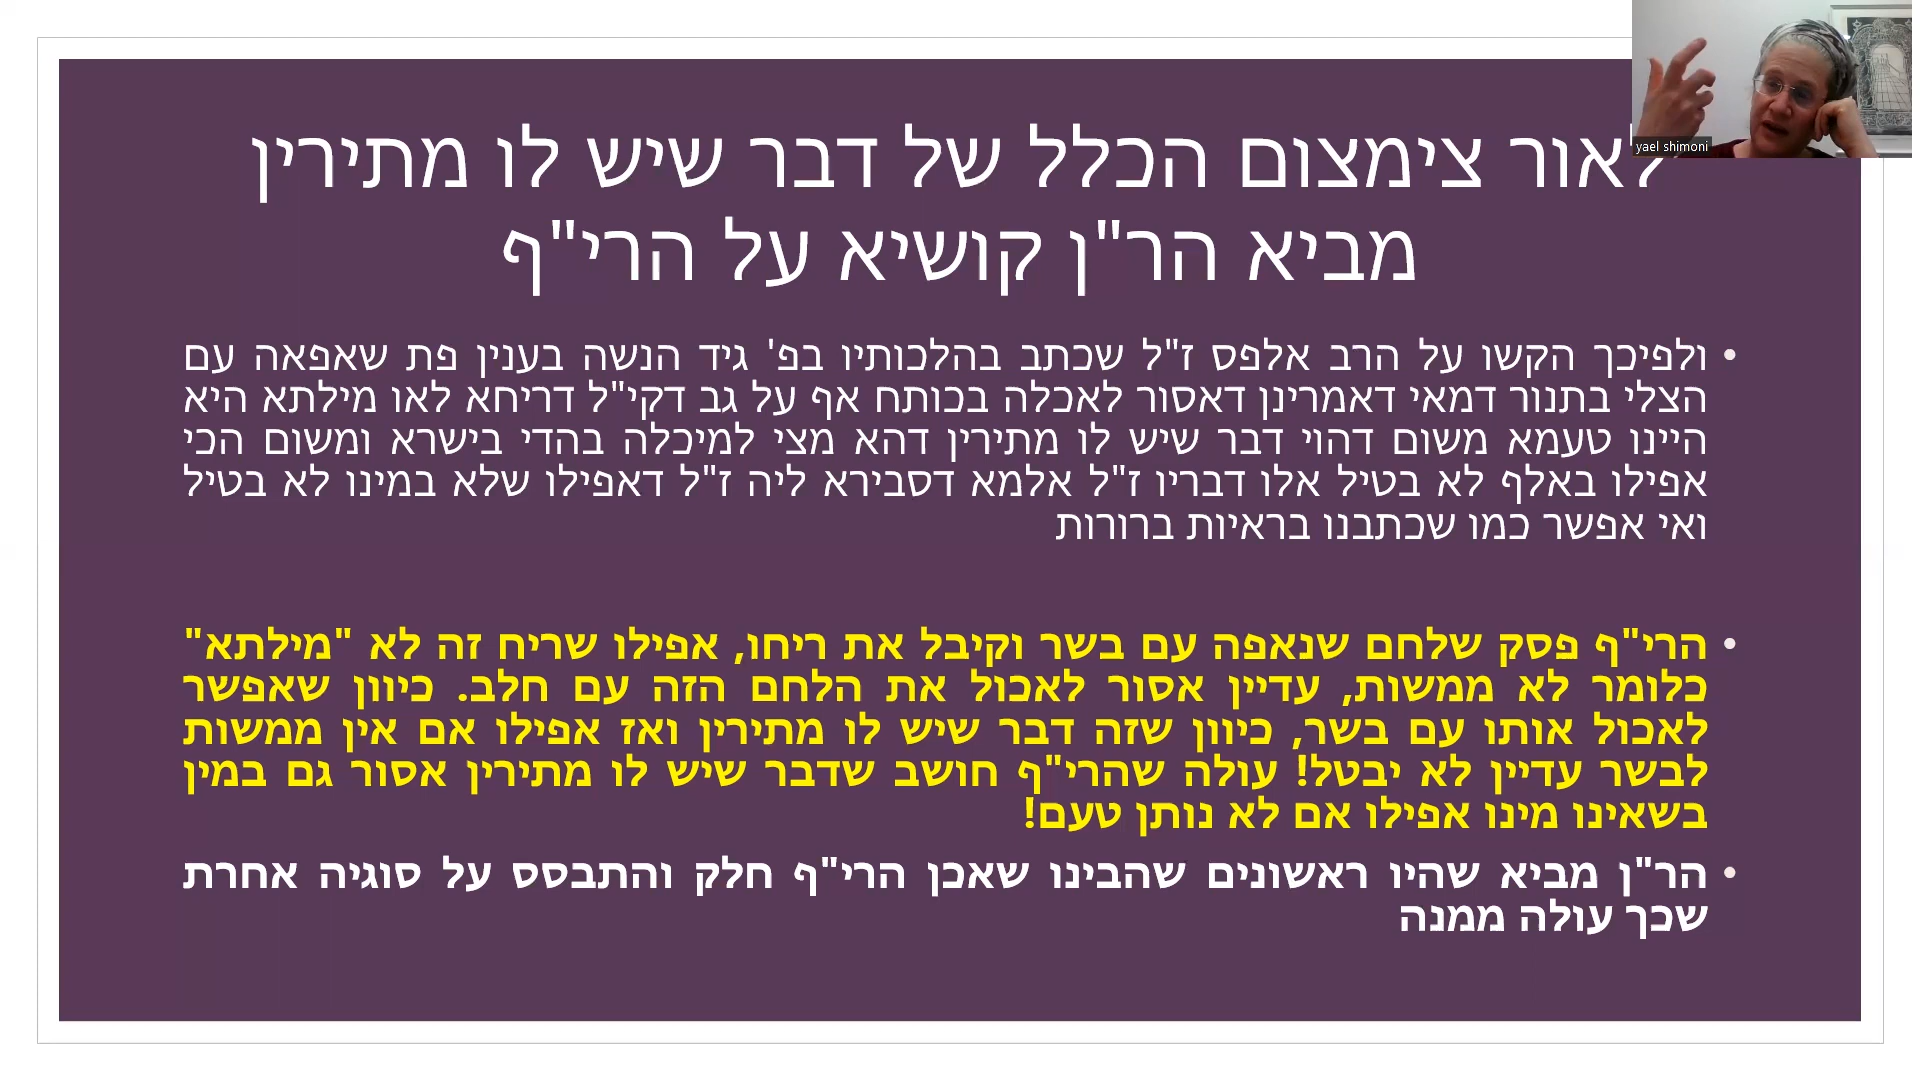 לאור צימצום הכלל של דבר שיש לו מתירין
מביא הר"ן קושיא על הרי"ף
yael shimoni
• ולפיכך הקשו על הרב אלפס ז"ל שכתב בהלכותיו בפ' גיד הנשה בענין פת שאפאה עם
הצלי בתנור דמאי דאמרינן דאסור לאכלה בכותח אף על גב דקי"ל דריחא לאו מילתא היא
היינו טעמא משום דהוי דבר שיש לו מתירין דהא מצי למיכלה בהדי בישרא ומשום הכי
אפילו באלף לא בטיל אלו דבריו ז"ל אלמא דסבירא ליה ז"ל דאפילו שלא במינו לא בטיל
ואי אפשר כמו שכתבנו בראיות ברורות
• הרי"ף פסק שלחם שנאפה עם בשר וקיבל את ריחו, אפילו שריח זה לא "מילתא"
כלומר לא ממשות, עדיין אסור לאכול את הלחם הזה עם חלב. כיוון שאפשר
לאכול אותו עם בשר, כיוון שזה דבר שיש לו מתירין ואז אפילו אם אין ממשות
לבשר עדיין לא יבטל! עולה שהרי"ף חושב שדבר שיש לו מתירין אסור גם במין
בשאינו מינו אפילו אם לא נותן טעם!
• הר"ן מביא שהיו ראשונים שהבינו שאכן הרי"ף חלק והתבסס על סוגיה אחרת
שכך עולה ממנה